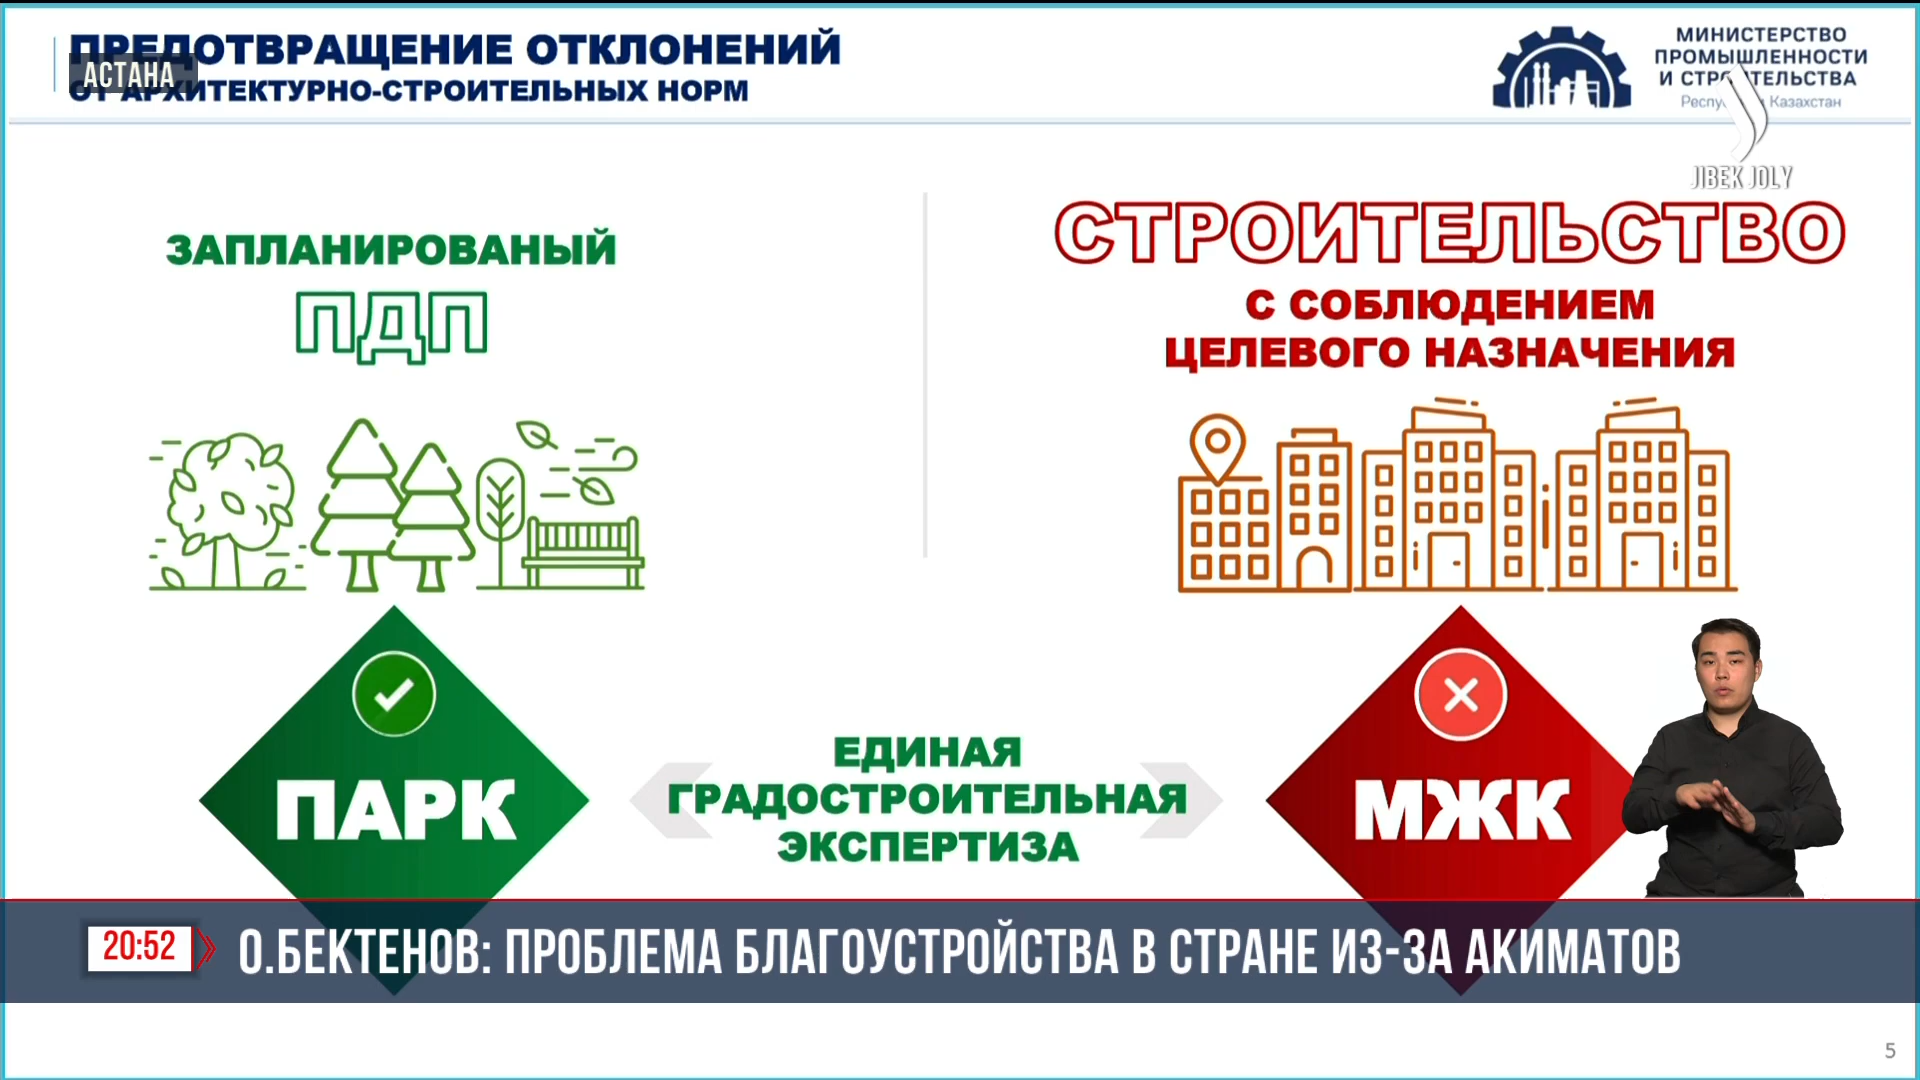 ПРЕДОТВРАЩЕНИЕ ОТКЛОНЕНИЙ
ОТ АРХИТЕКТУРНО-СТРОИТЕЛЬНЫХ НОРМ
АСТАНА
МИНИСТЕРСТВО
ПРОМЫШЛЕННОСТИ
И СТРОИТЕЛЬСТВА
Республики Казахстан
JIBEK JOLY
ЗАПЛАНИРОВАНЫЙ
ПДП
СТРОИТЕЛЬСТВО
С СОБЛЮДЕНИЕМ
ЦЕЛЕВОГО НАЗНАЧЕНИЯ
ПАРК
ЕДИНАЯ
ГРАДОСТРОИТЕЛЬНАЯ
ЭКСПЕРТИЗА
МЖК
20:52
О.БЕКТЕНОВ: ПРОБЛЕМА БЛАГОУСТРОЙСТВА В СТРАНЕ ИЗ-ЗА АКИМАТОВ
5